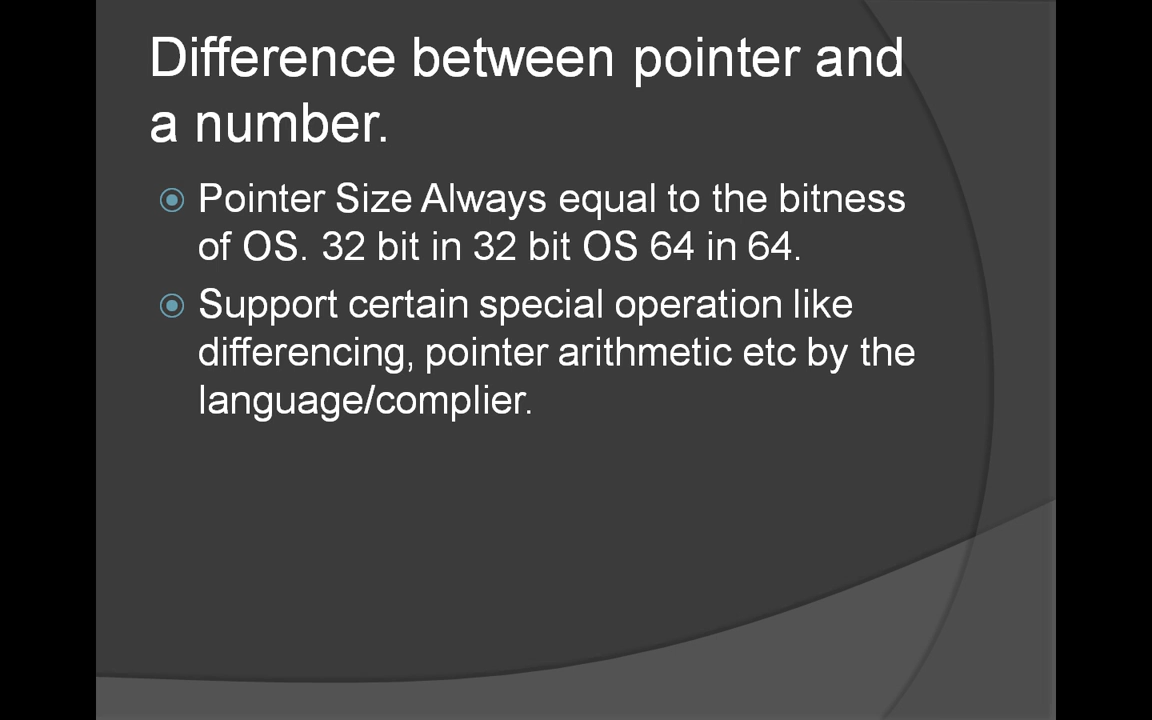 Difference between pointer and
a number.
Pointer Size Always equal to the bitness
of OS. 32 bit in 32 bit OS 64 in 64.
Support certain special operation like
differencing, pointer arithmetic etc by the
language/complier.